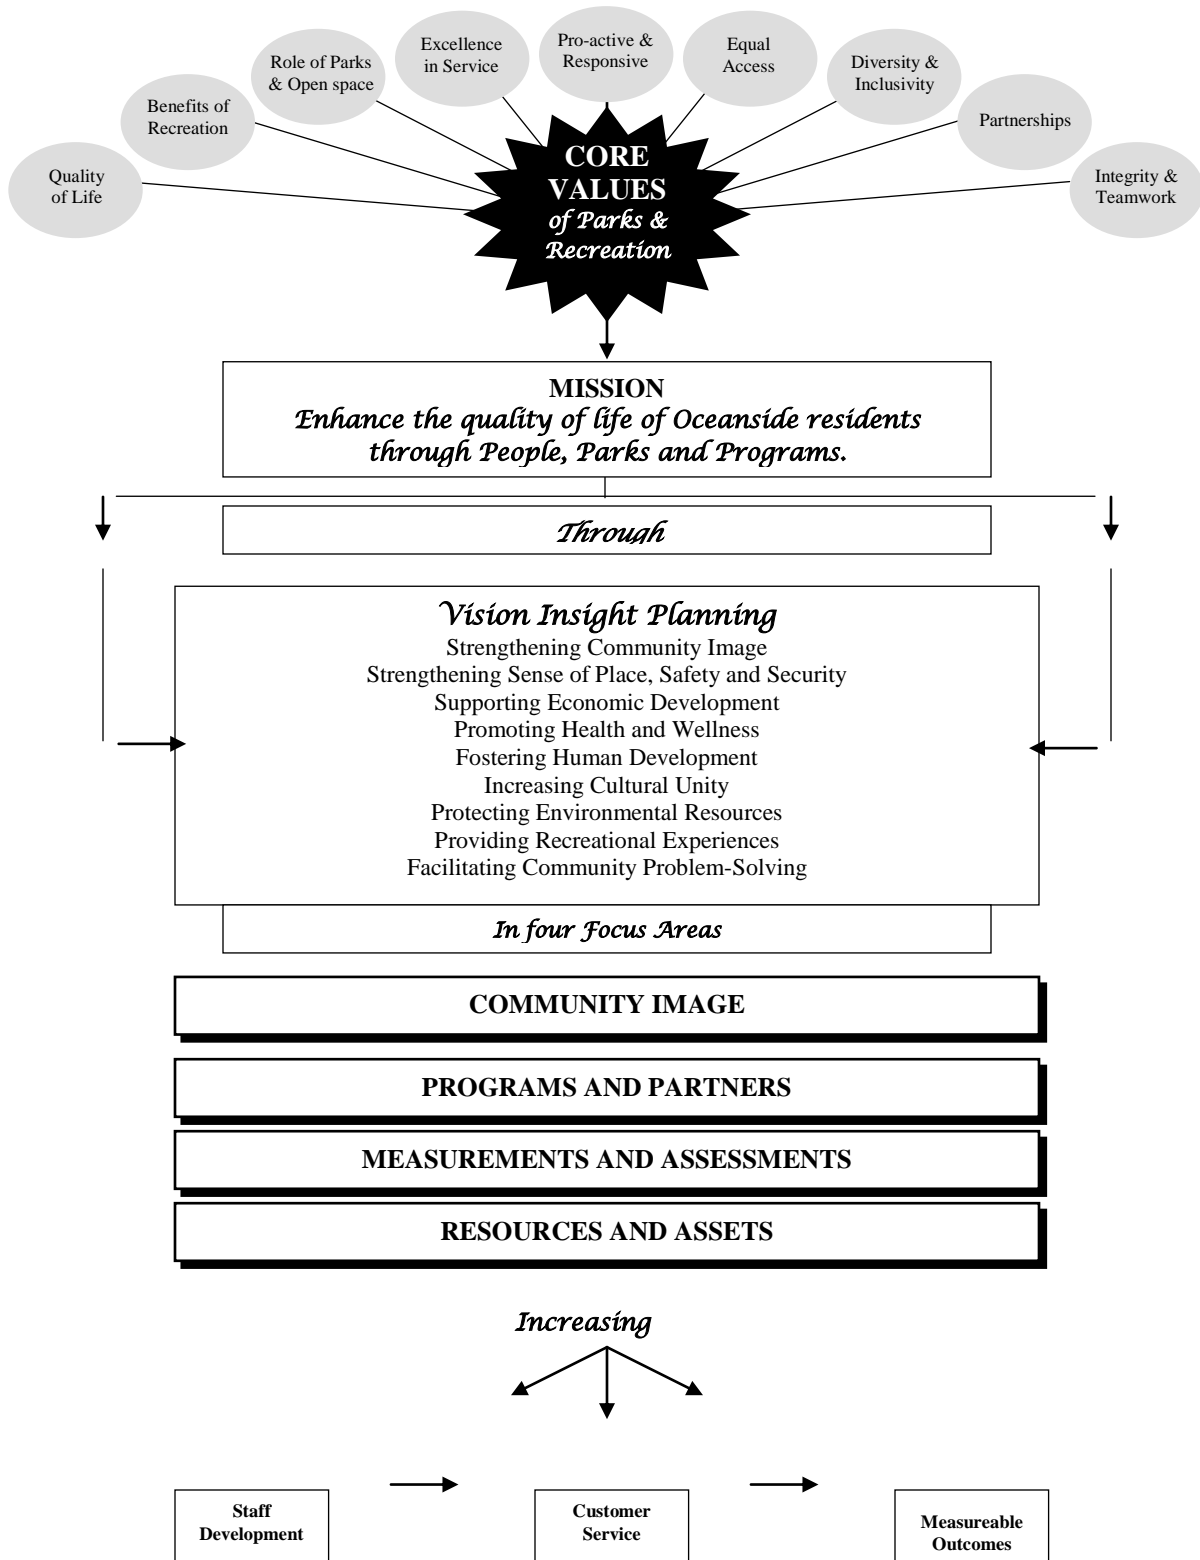 Quality
of Life
Benefits of
Recreation
Role of Parks
& Open space
Excellence
in Service
Pro-active &
Responsive
Equal
Access
Diversity &
Inclusivity
Partnerships
Integrity &
Teamwork
CORE
VALUES
of Parks &
Recreation
MISSION
Enhance the quality of life of Oceanside residents
through People, Parks and Programs.
Through
Vision Insight Planning
Strengthening Community Image
Strengthening Sense of Place, Safety and Security
Supporting Economic Development
Promoting Health and Wellness
Fostering Human Development
Increasing Cultural Unity
Protecting Environmental Resources
Providing Recreational Experiences
Facilitating Community Problem-Solving
In four Focus Areas
COMMUNITY IMAGE
PROGRAMS AND PARTNERS
MEASUREMENTS AND ASSESSMENTS
RESOURCES AND ASSETS
Increasing
Staff
Development
Customer
Service
Measureable
Outcomes